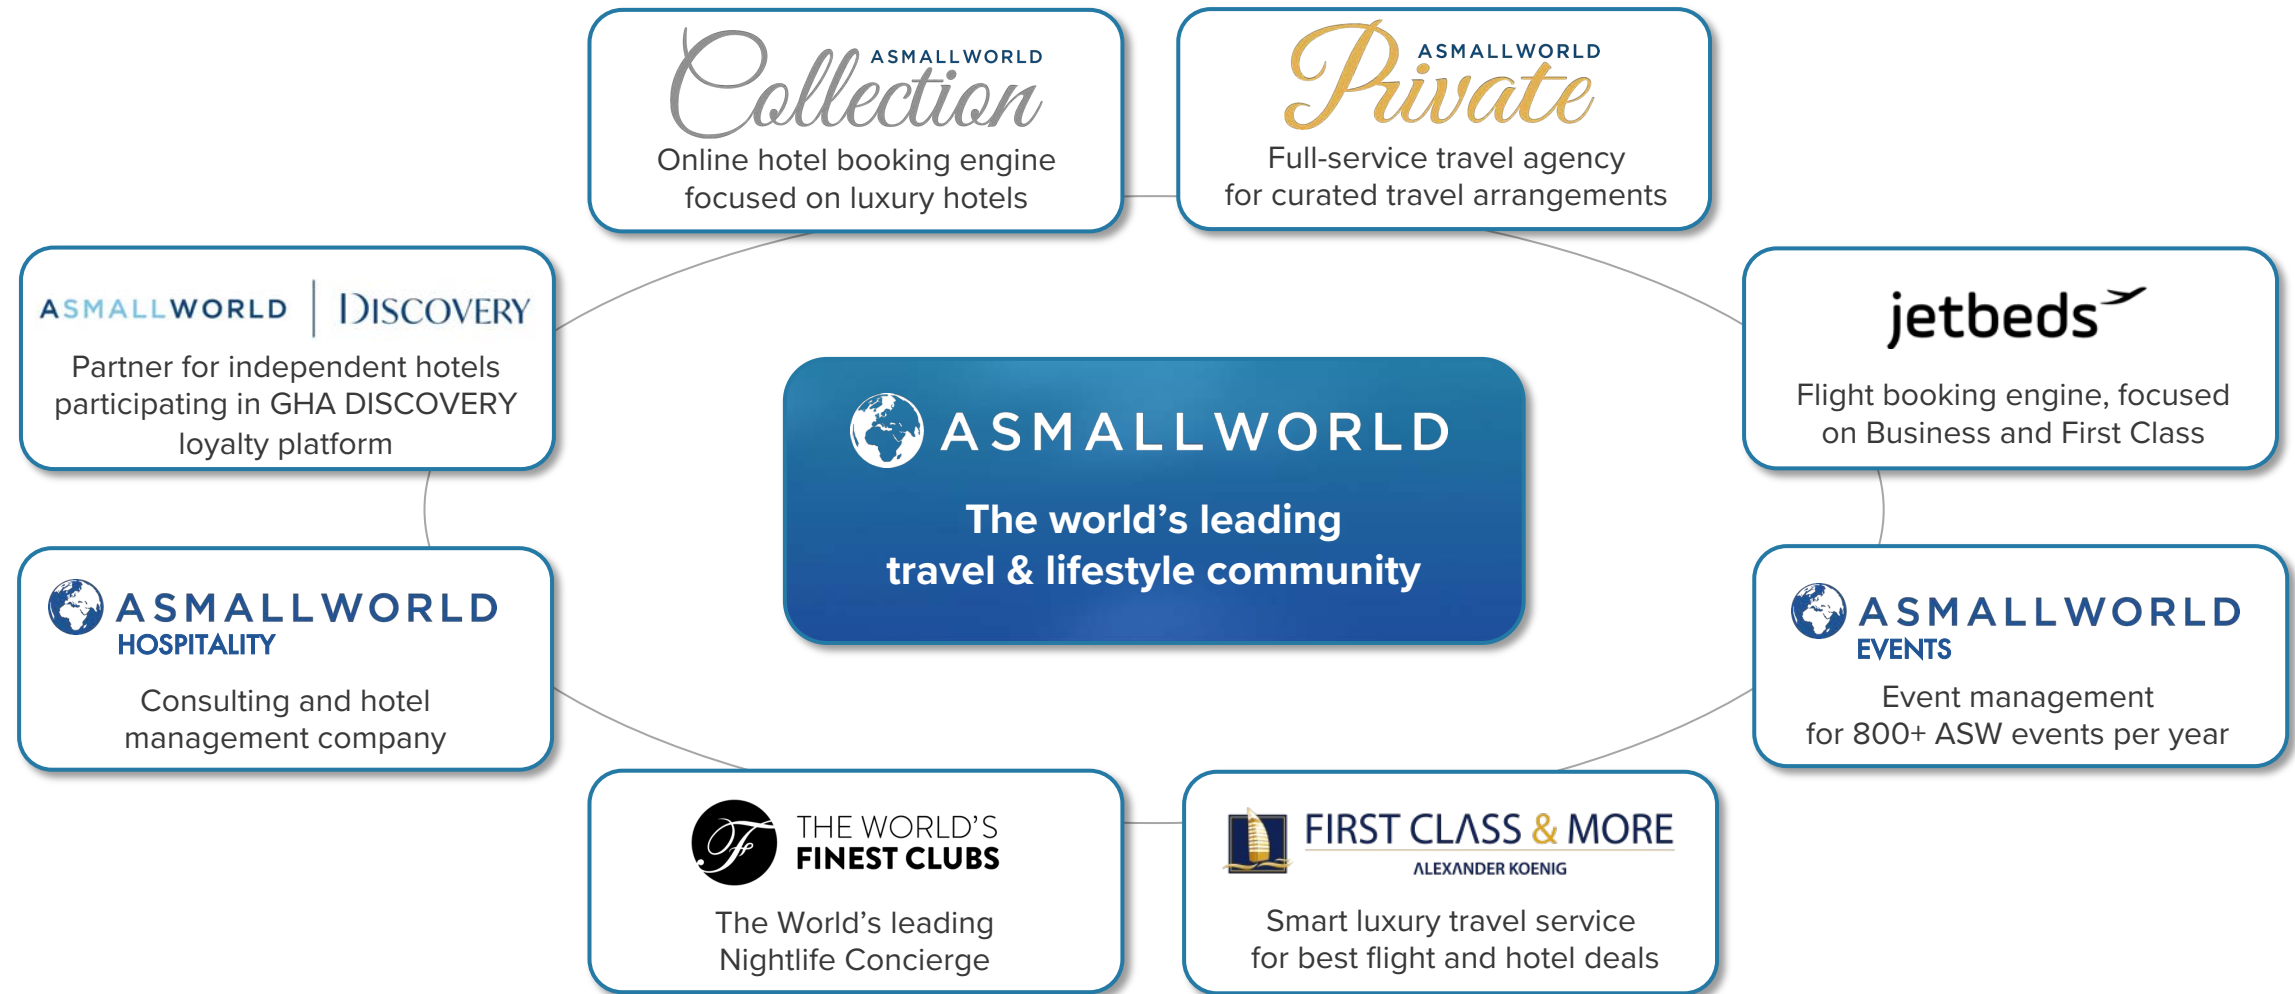 ASMALLWORLD
Collection
Online hotel booking engine
focused on luxury hotels
ASMALLWORLD
Private
Full-service travel agency
for curated travel arrangements
ASMALLWORLD | DISCOVERY
Partner for independent hotels
participating in GHA DISCOVERY
loyalty platform
jetbeds
Flight booking engine, focused
on Business and First Class
ASMALLWORLD
The world’s leading
travel & lifestyle community
ASMALLWORLD
HOSPITALITY
Consulting and hotel
management company
ASMALLWORLD
EVENTS
Event management
for 800+ ASW events per year
F
THE WORLD’S
FINEST CLUBS
The World’s leading
Nightlife Concierge
FIRST CLASS & MORE
ALEXANDER KOENIG
Smart luxury travel service
for best flight and hotel deals